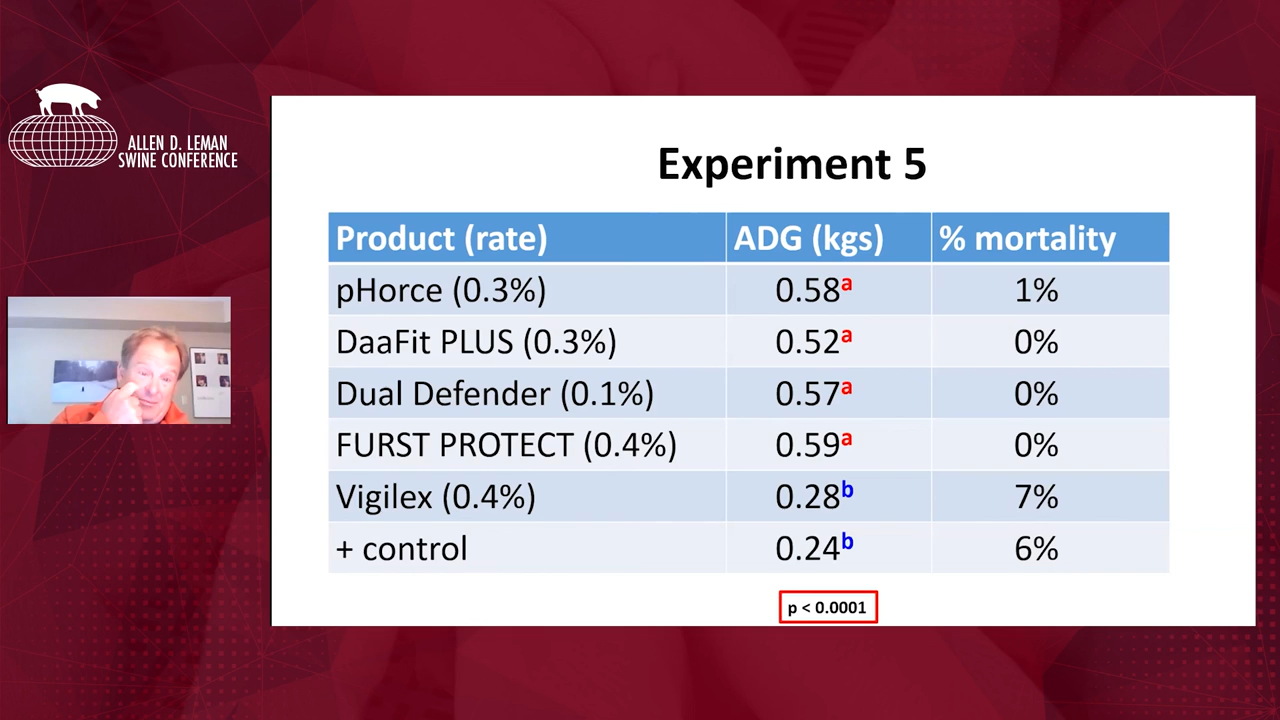 ALLEN D. LEMAN
SWINE CONFERENCE
Experiment 5
Product (rate) ADG (kgs) % mortality
pHorce (0.3%) 0.58a 1%
DaaFit PLUS (0.3%) 0.52a 0%
Dual Defender (0.1%) 0.57a 0%
FURST PROTECT (0.4%) 0.59a 0%
Vigilex (0.4%) 0.28b 7%
+ control 0.24b 6%
p < 0.0001